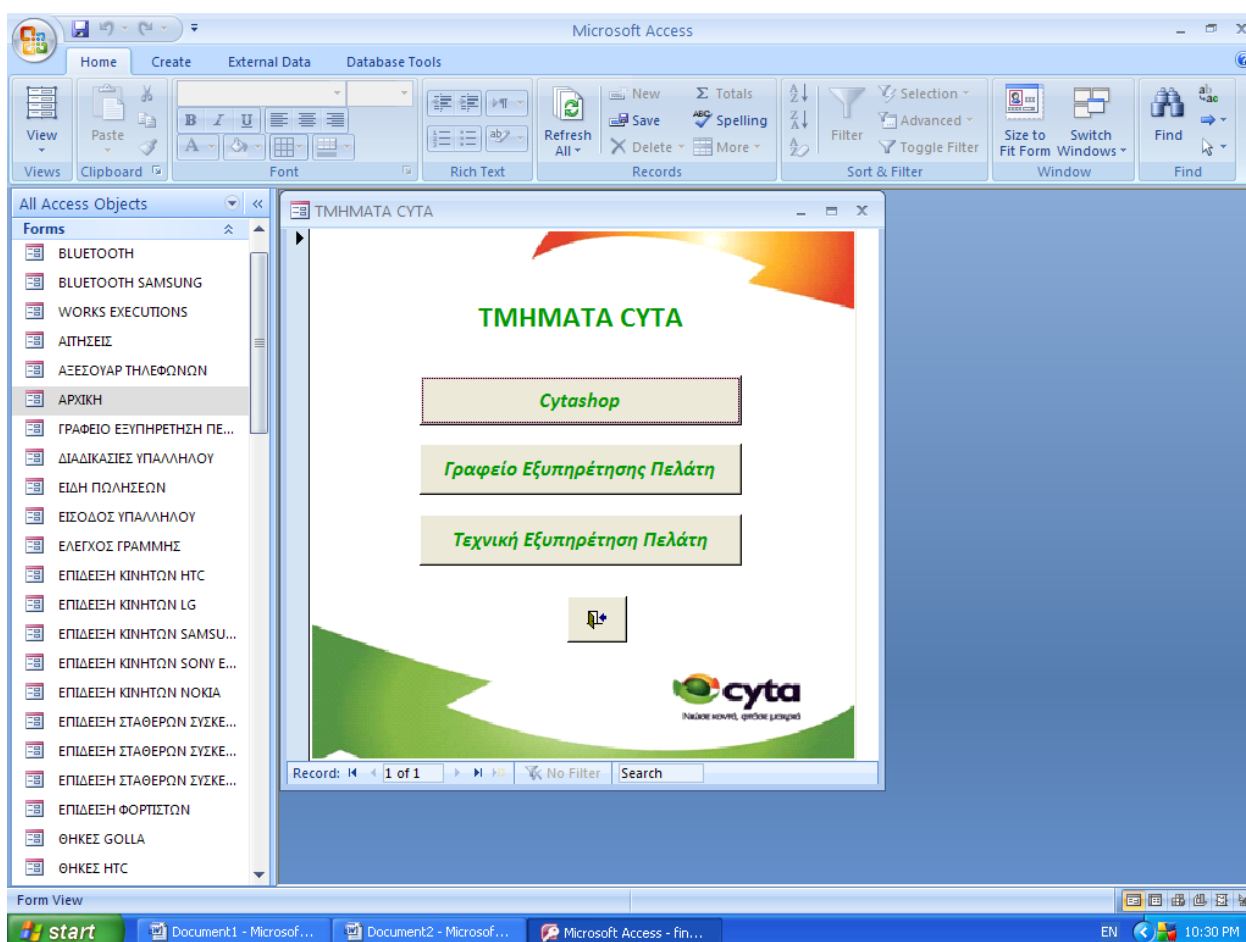 Microsoft Access
Home Create External Data Database Tools
View
Paste
Refresh All
New
Save
Delete
Σ Totals
Spelling
More
Filter
Selection
Advanced
Toggle Filter
Size to Fit Form
Switch Windows
Find
Views Clipboard Font Rich Text Records Sort & Filter Window Find
All Access Objects
Forms
BLUETOOTH
BLUETOOTH SAMSUNG
WORKS EXECUTIONS
ΑΙΤΗΣΕΙΣ
ΑΞΕΣΟΥΑΡ ΤΗΛΕΦΩΝΩΝ
ΑΡΧΙΚΗ
ΓΡΑΦΕΙΟ ΕΞΥΠΗΡΕΤΗΣΗ ΠΕ...
ΔΙΑΔΙΚΑΣΙΕΣ ΥΠΑΛΛΗΛΟΥ
ΕΙΔΗ ΠΩΛΗΣΕΩΝ
ΕΙΣΟΔΟΣ ΥΠΑΛΛΗΛΟΥ
ΕΛΕΓΧΟΣ ΓΡΑΜΜΗΣ
ΕΠΙΔΕΙΞΗ ΚΙΝΗΤΩΝ HTC
ΕΠΙΔΕΙΞΗ ΚΙΝΗΤΩΝ LG
ΕΠΙΔΕΙΞΗ ΚΙΝΗΤΩΝ SAMSU...
ΕΠΙΔΕΙΞΗ ΚΙΝΗΤΩΝ SONY E...
ΕΠΙΔΕΙΞΗ ΚΙΝΗΤΩΝ NOKIA
ΕΠΙΔΕΙΞΗ ΣΤΑΘΕΡΩΝ ΣΥΣΚΕ...
ΕΠΙΔΕΙΞΗ ΣΤΑΘΕΡΩΝ ΣΥΣΚΕ...
ΕΠΙΔΕΙΞΗ ΣΤΑΘΕΡΩΝ ΣΥΣΚΕ...
ΕΠΙΔΕΙΞΗ ΦΟΡΤΙΣΤΩΝ
ΘΗΚΕΣ GOLLA
ΘΗΚΕΣ HTC
ΤΜΗΜΑΤΑ CYTA
ΤΜΗΜΑΤΑ CYTA
Cytashop
Γραφείο Εξυπηρέτησης Πελάτη
Τεχνική Εξυπηρέτηση Πελάτη
cyta
Νιώσε κοντά, φτάσε μακριά
Record: 1 of 1 No Filter Search
Form View
start Document1 - Microsof... Document2 - Microsof... Microsoft Access - fin... EN 10:30 PM